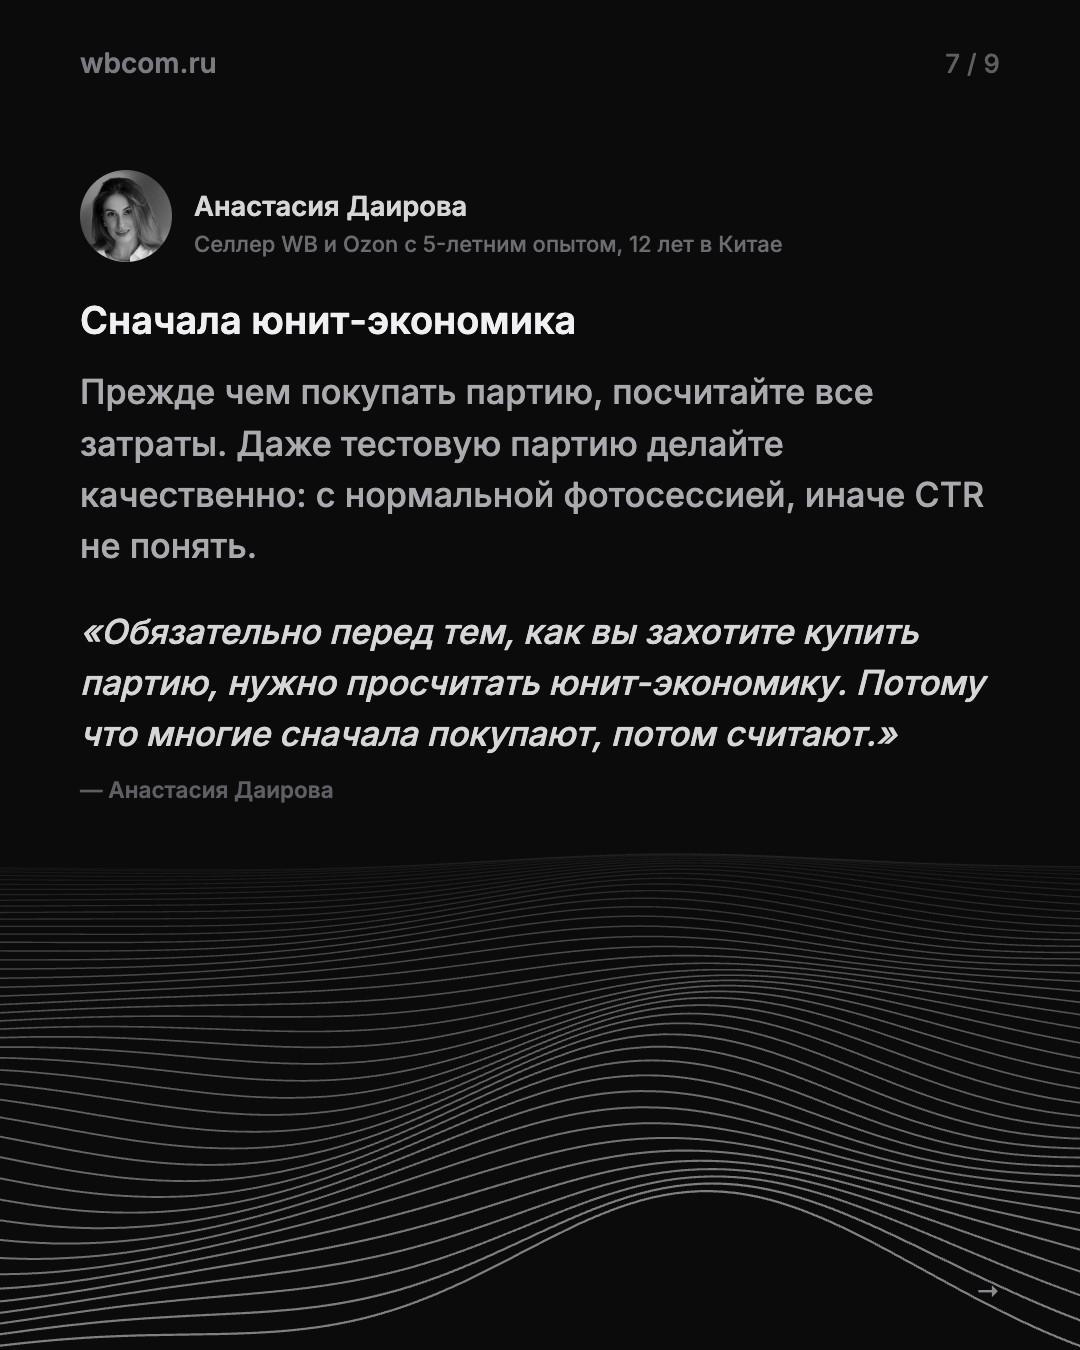 wbcom.ru
7 / 9
Анастасия Даирова
Селлер WB и Ozon с 5-летним опытом, 12 лет в Китае
Сначала юнит-экономика
Прежде чем покупать партию, посчитайте все
затраты. Даже тестовую партию делайте
качественно: с нормальной фотосессией, иначе CTR
не понять.
«Обязательно перед тем, как вы захотите купить
партию, нужно просчитать юнит-экономику. Потому
что многие сначала покупают, потом считают.»
— Анастасия Даирова
→